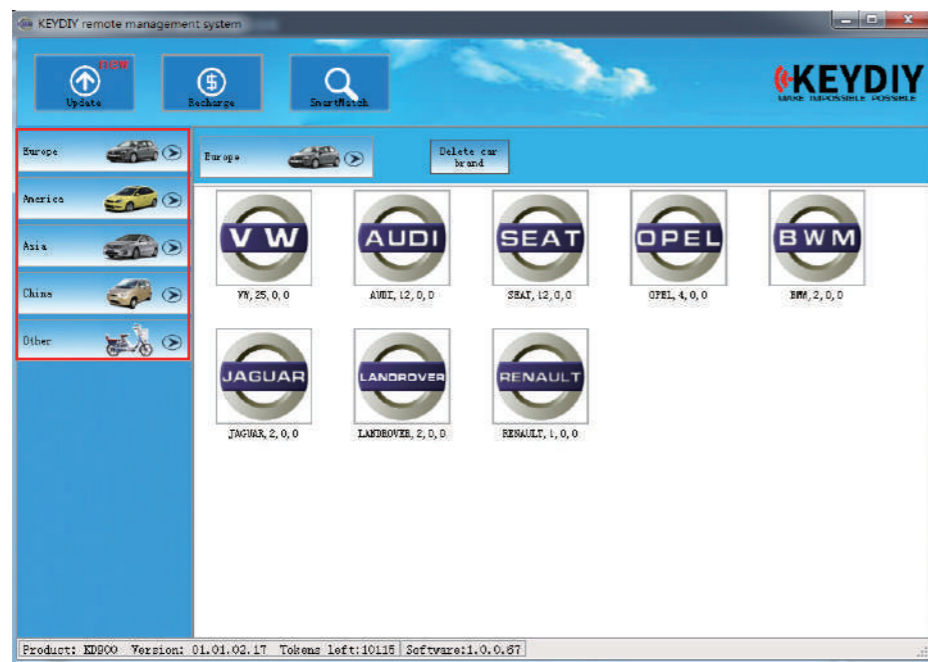 KEYDIY remote management system
new
Update
Recharge
SmartMatch
KEYDIY
MAKE IMPOSSIBLE POSSIBLE
Europe
America
Asia
China
Other
Europe
Delete car
brand
VW
AUDI
SEAT
OPEL
BWM
VW, 25, 0, 0
AUDI, 12, 0, 0
SEAT, 12, 0, 0
OPEL, 4, 0, 0
BMW, 2, 0, 0
JAGUAR
LANDROVER
RENAULT
JAGUAR, 2, 0, 0
LANDROVER, 2, 0, 0
RENAULT, 1, 0, 0
Product: KD900 Version: 01.01.02.17 Tokens left:10115 Software:1.0.0.67